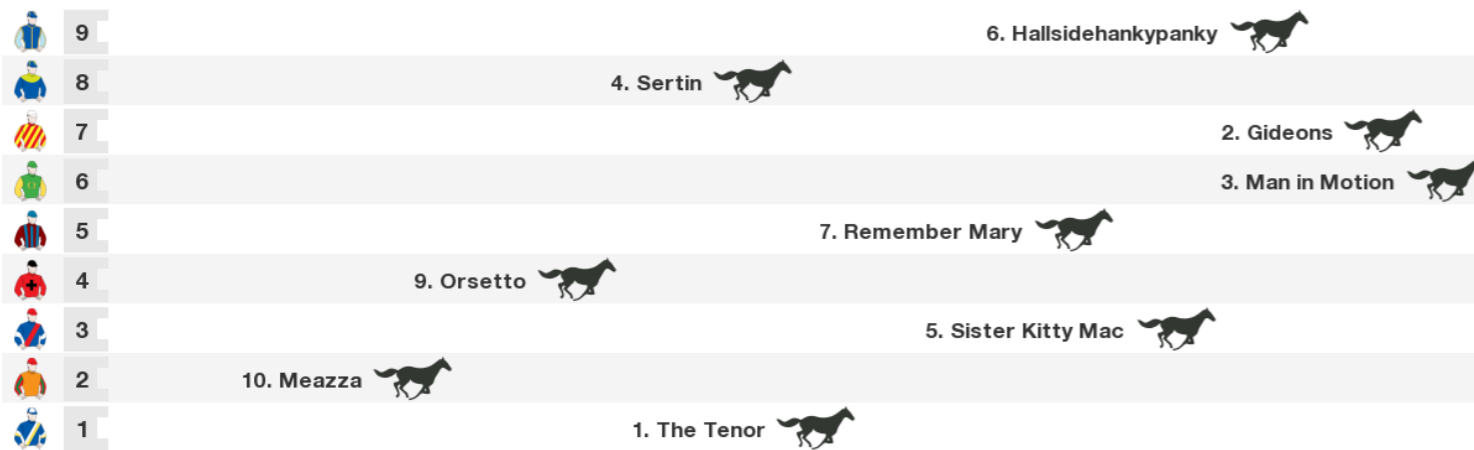 9 6. Hallsidehankypanky
8 4. Sertin
7 2. Gideons
6 3. Man in Motion
5 7. Remember Mary
4 9. Orsetto
3 5. Sister Kitty Mac
2 10. Meazza
1 1. The Tenor